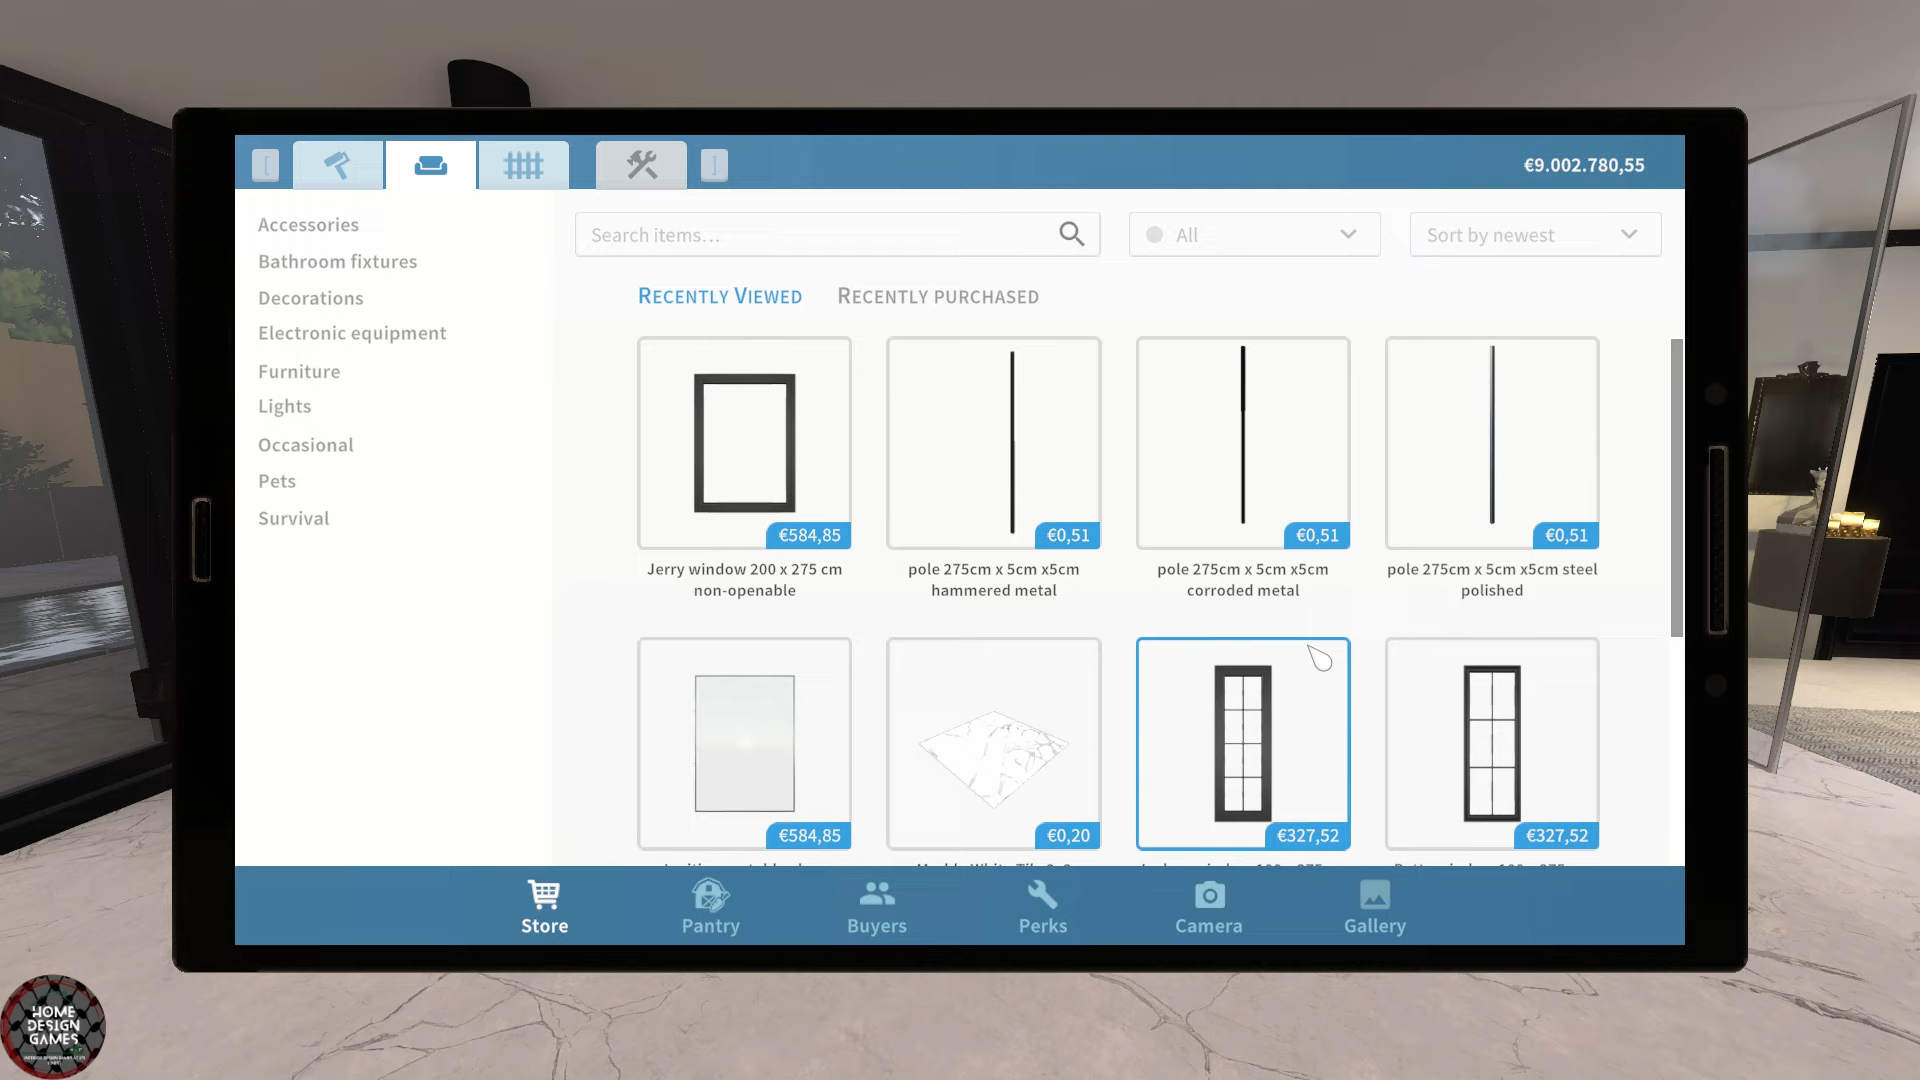 [
]
€9.002.780,55
Accessories
Bathroom fixtures
Decorations
Electronic equipment
Furniture
Lights
Occasional
Pets
Survival
Search items...
All
Sort by newest
RECENTLY VIEWED
RECENTLY PURCHASED
€584,85
€0,51
€0,51
€0,51
Jerry window 200 x 275 cm
non-openable
pole 275cm x 5cm x5cm
hammered metal
pole 275cm x 5cm x5cm
corroded metal
pole 275cm x 5cm x5cm steel
polished
€584,85
€0,20
€327,52
€327,52
Store
Pantry
Buyers
Perks
Camera
Gallery
HOME
DESIGN
GAMES